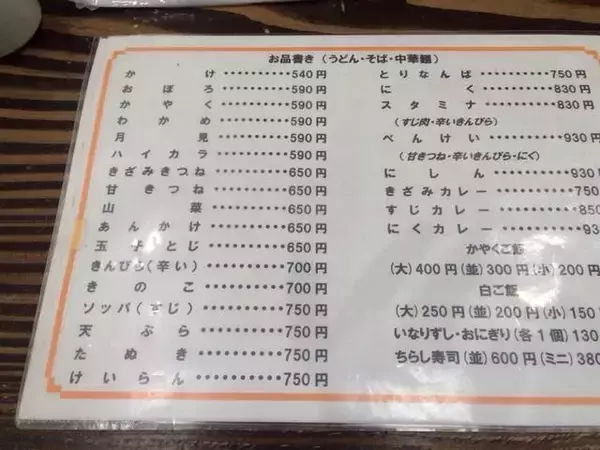 お品書き（うどん・そば・中華麺）
かけ・・・・・・・・・・540円
おぼろ・・・・・・・・・・590円
かやく・・・・・・・・・・590円
わかめ・・・・・・・・・・590円
月見・・・・・・・・・・590円
ハイカラ・・・・・・・・・・590円
きざみきつね・・・・・・・・・・650円
甘きつね・・・・・・・・・・650円
山菜・・・・・・・・・・650円
あんかけ・・・・・・・・・・650円
玉子とじ・・・・・・・・・・650円
きんぴら（辛い）・・・・・・・・・・700円
きのこ・・・・・・・・・・700円
ソッパ（すじ）・・・・・・・・・・750円
天ぷら・・・・・・・・・・750円
たぬき・・・・・・・・・・750円
けいらん・・・・・・・・・・750円
とりなんば・・・・・・・・・・750円
にく・・・・・・・・・・830円
スタミナ・・・・・・・・・・830円
（すじ肉・辛いきんぴら）
べんけい・・・・・・・・・・930円
（甘きつね・辛いきんぴら・にく）
にしん・・・・・・・・・・930
きざみカレー・・・・・・・・・・750
すじカレー・・・・・・・・・・850
にくカレー・・・・・・・・・・
かやくご飯
（大）400円（並）300円（小）200円
白ご飯
（大）250円（並）200円（小）150
いなりずし・おにぎり（各1個）130
ちらし寿司（並）600円（ミニ）380